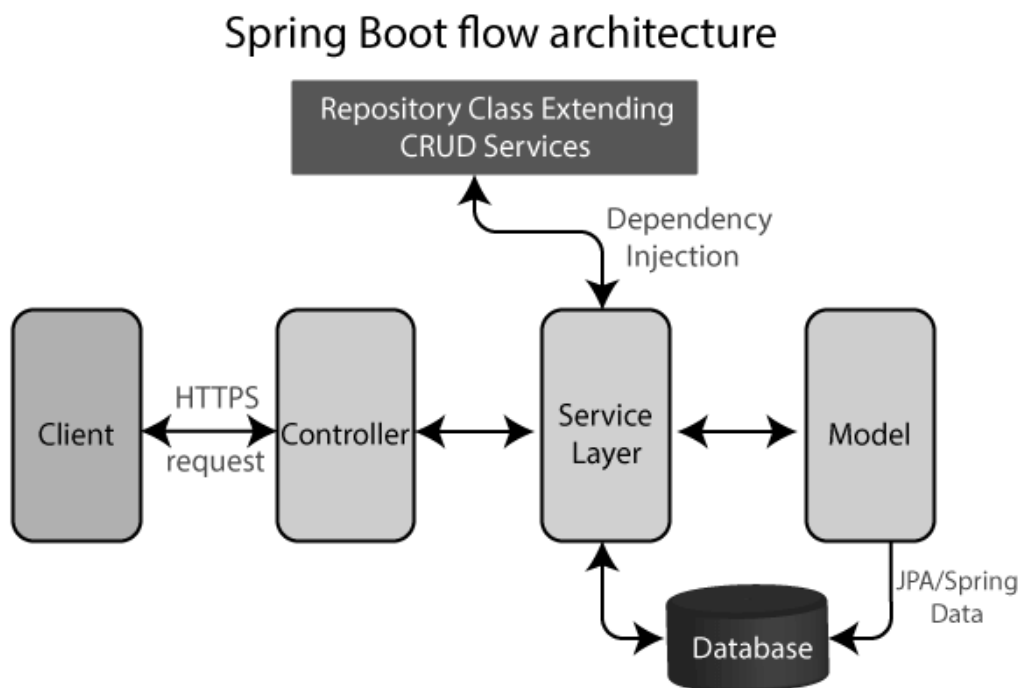 Spring Boot flow architecture
Repository Class Extending
CRUD Services
Dependency
Injection
Client
HTTPS
request
Controller
Service
Layer
Model
JPA/Spring
Data
Database